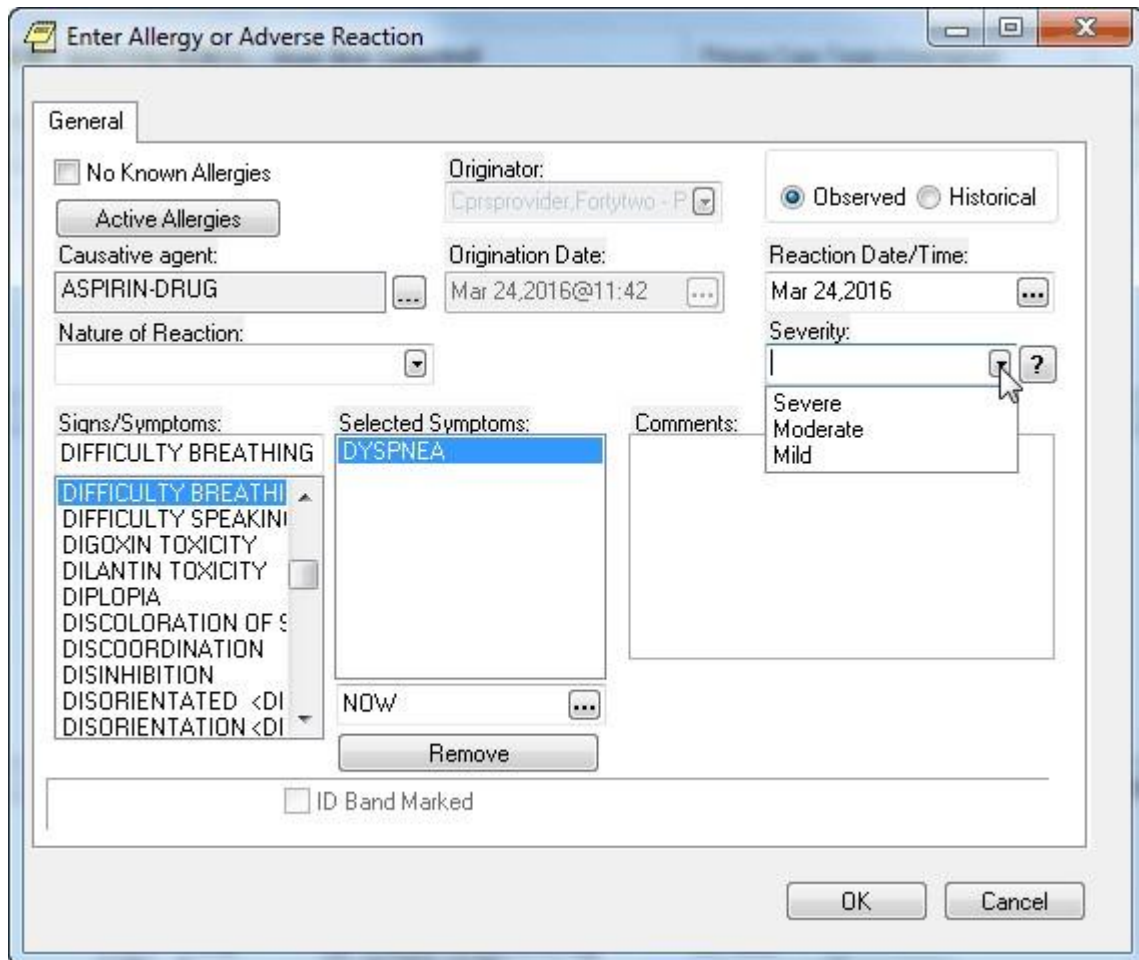 Enter Allergy or Adverse Reaction
General
No Known Allergies
Originator:
Cprsprovider,Fortytwo - P
Observed
Historical
Active Allergies
Causative agent:
Origination Date:
Reaction Date/Time:
ASPIRIN-DRUG
...
Mar 24,2016@11:42
...
Mar 24,2016
...
Nature of Reaction:
Severity:
?
Severe
Moderate
Mild
Signs/Symptoms:
Selected Symptoms:
Comments:
DIFFICULTY BREATHING
DYSPNEA
DIFFICULTY BREATHI
DIFFICULTY SPEAKIN
DIGOXIN TOXICITY
DILANTIN TOXICITY
DIPLOPIA
DISCOLORATION OF S
DISCOORDINATION
DISINHIBITION
DISORIENTATED <DI
DISORIENTATION <DI
NOW
...
Remove
ID Band Marked
OK
Cancel